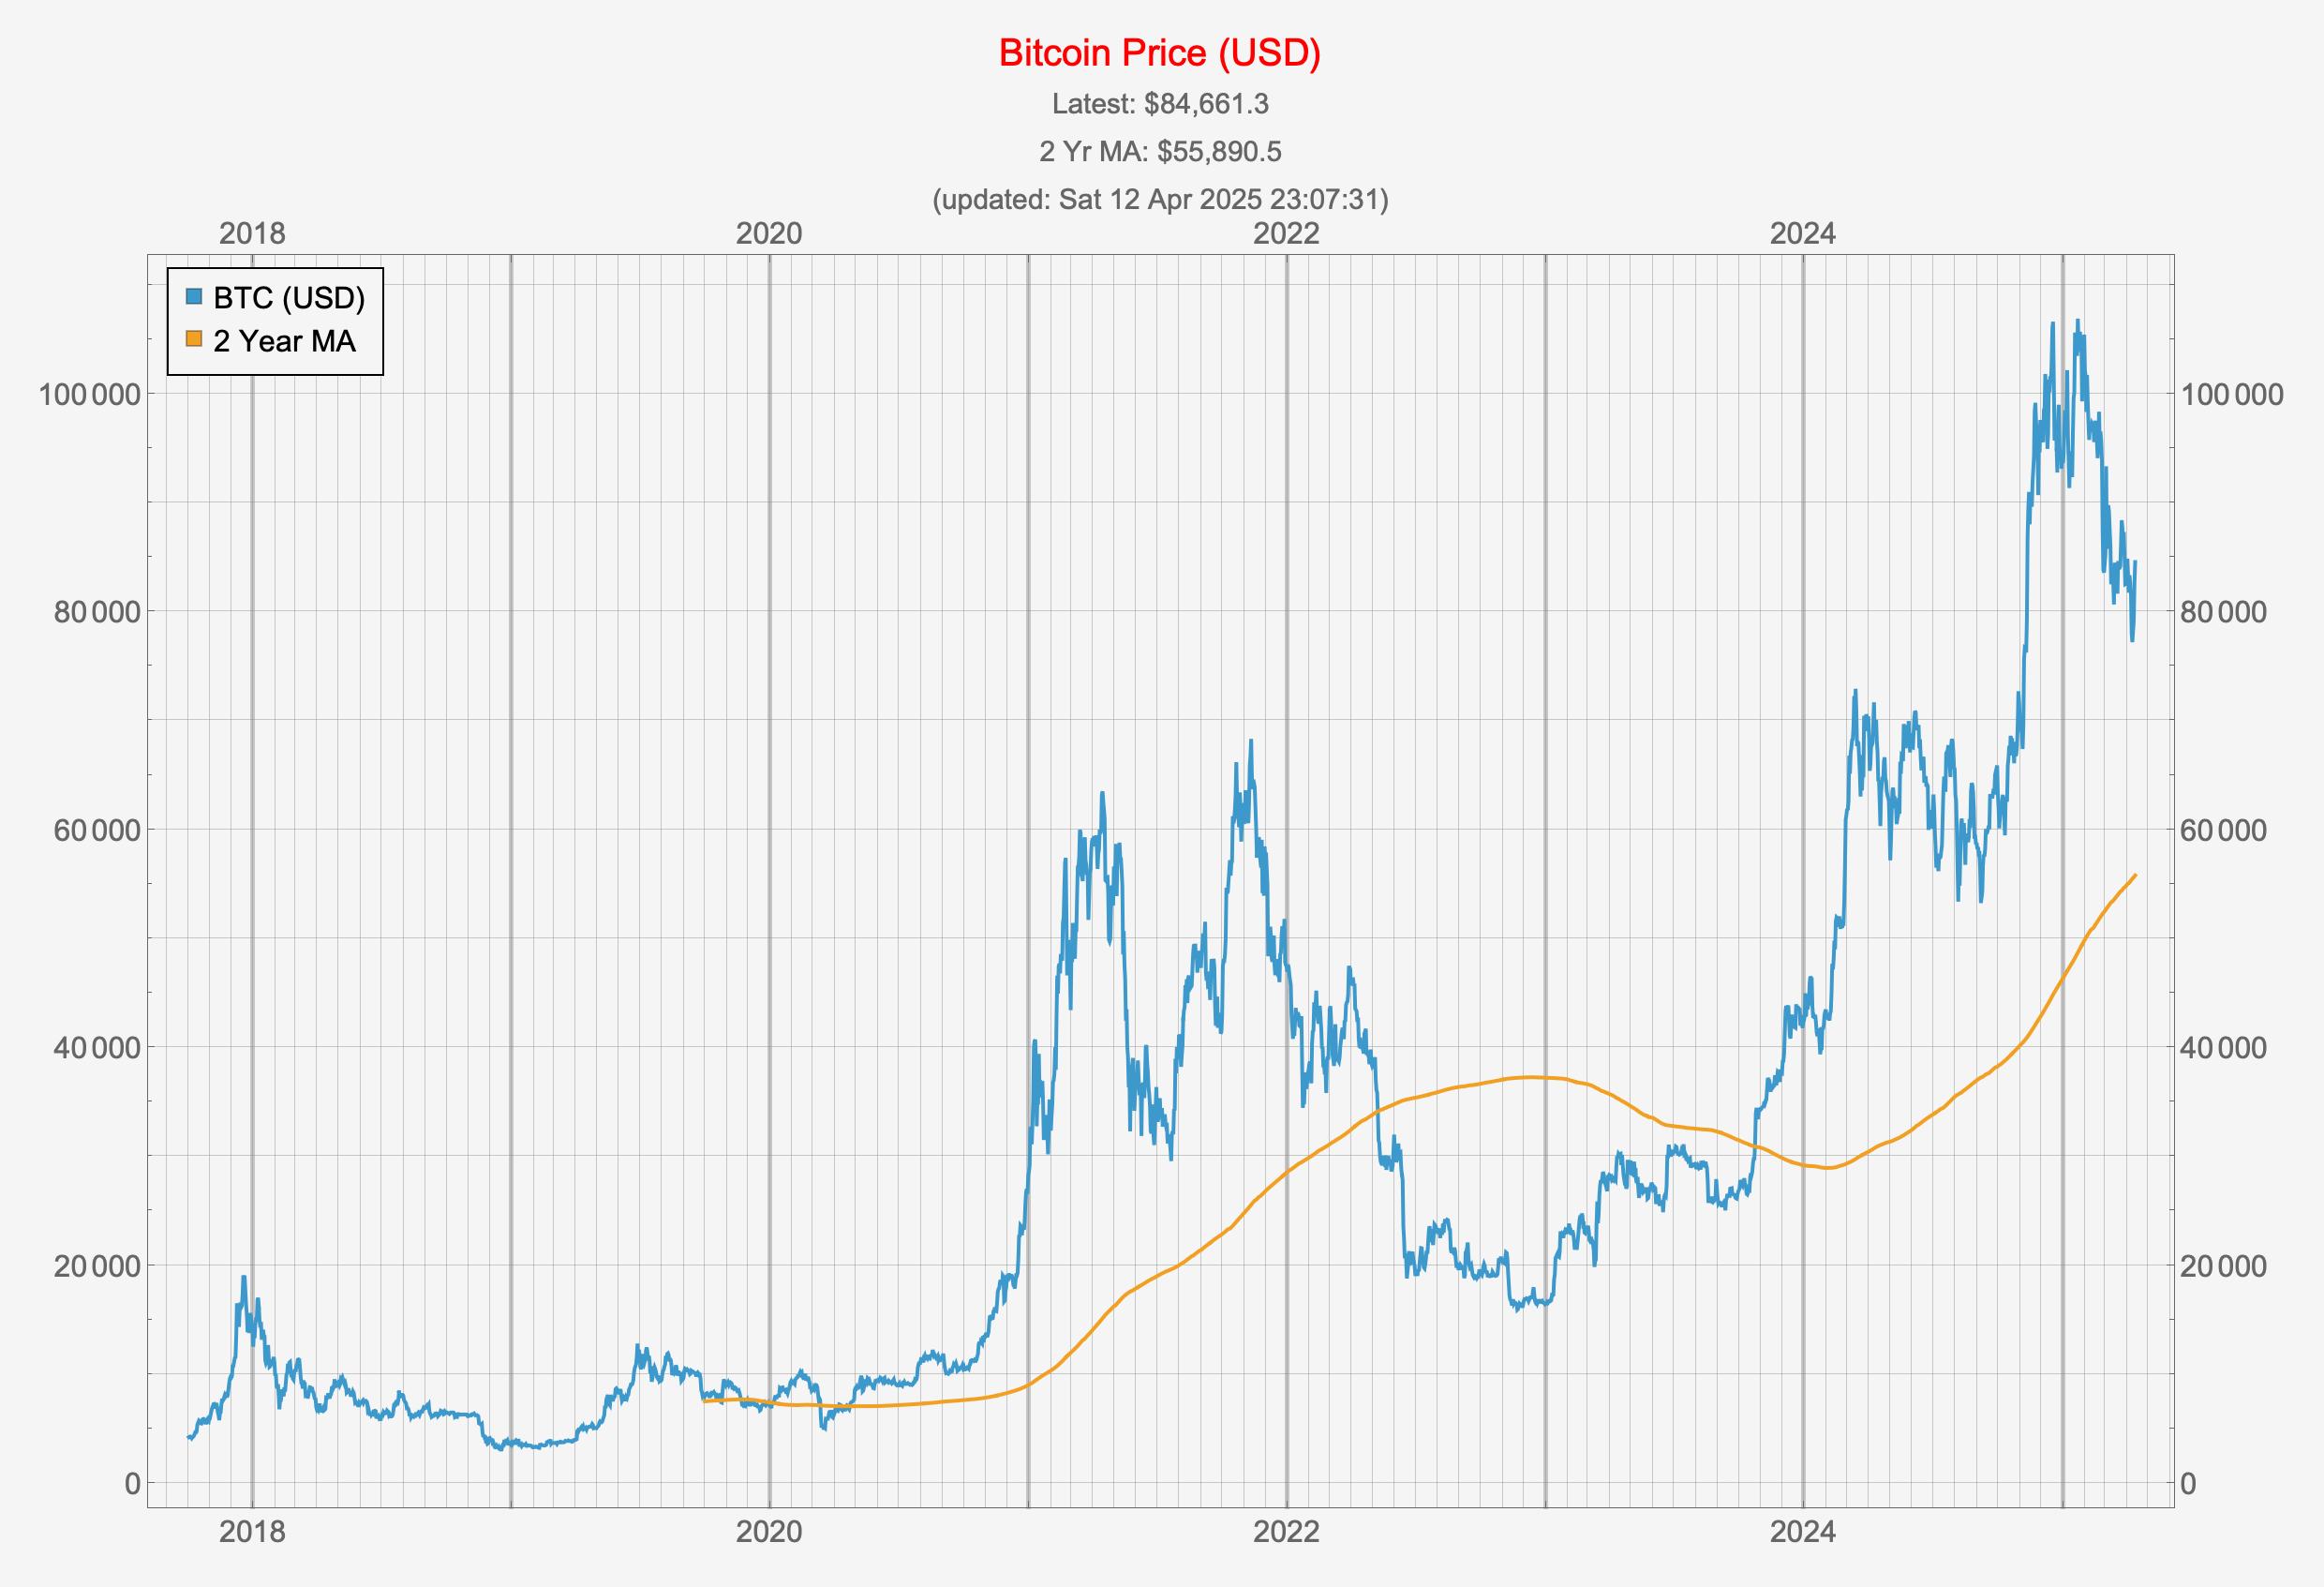 Bitcoin Price (USD)
Latest: $84,661.3
2 Yr MA: $55,890.5
(updated: Sat 12 Apr 2025 23:07:31)
2018 2020 2022 2024
BTC (USD)
2 Year MA
100 000 100 000
80 000 80 000
60 000 60 000
40 000 40 000
20 000 20 000
0 0
2018 2020 2022 2024